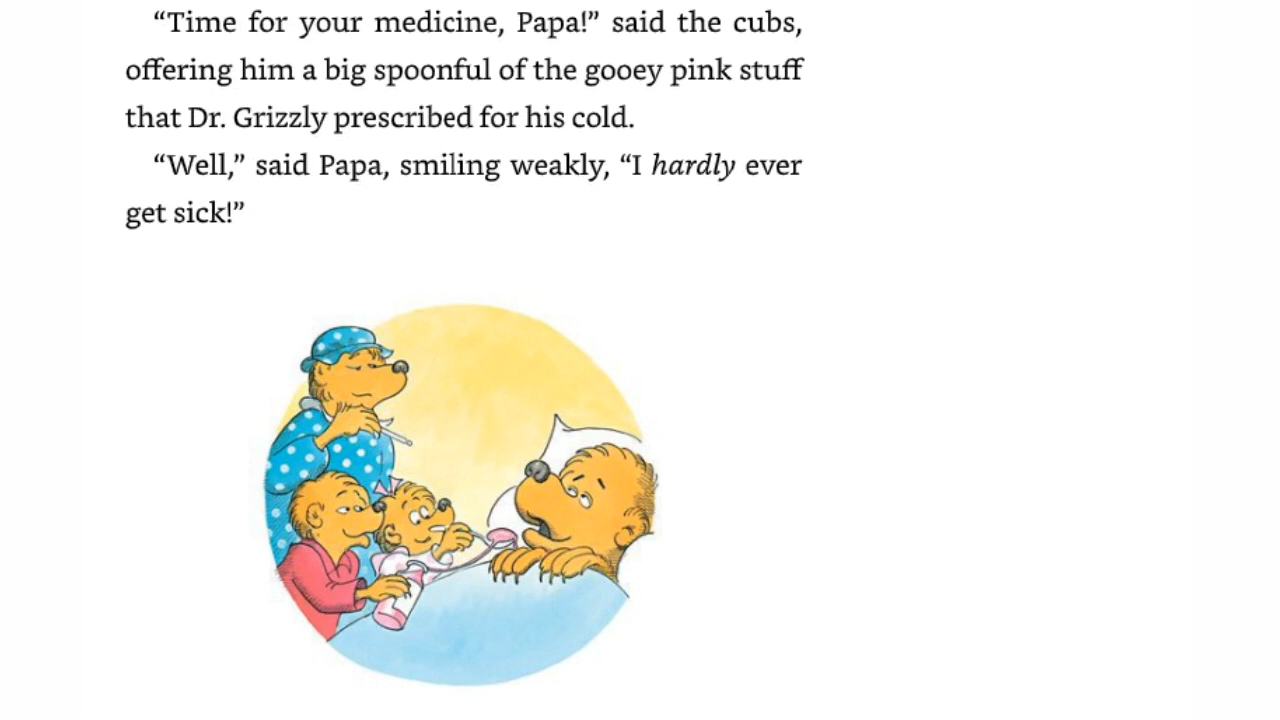 “Time for your medicine, Papa!” said the cubs,
offering him a big spoonful of the gooey pink stuff
that Dr. Grizzly prescribed for his cold.
“Well,” said Papa, smiling weakly, “I hardly ever
get sick!”